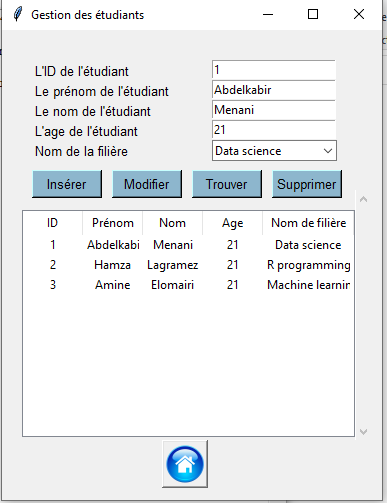 Gestion des étudiants
L'ID de l'étudiant 1
Le prénom de l'étudiant Abdelkabir
Le nom de l'étudiant Menani
L'age de l'étudiant 21
Nom de la filière Data science
Insérer Modifier Trouver Supprimer
ID Prénom Nom Age Nom de filière
1 Abdelkabi Menani 21 Data science
2 Hamza Lagramez 21 R programming
3 Amine Elomairi 21 Machine learnin